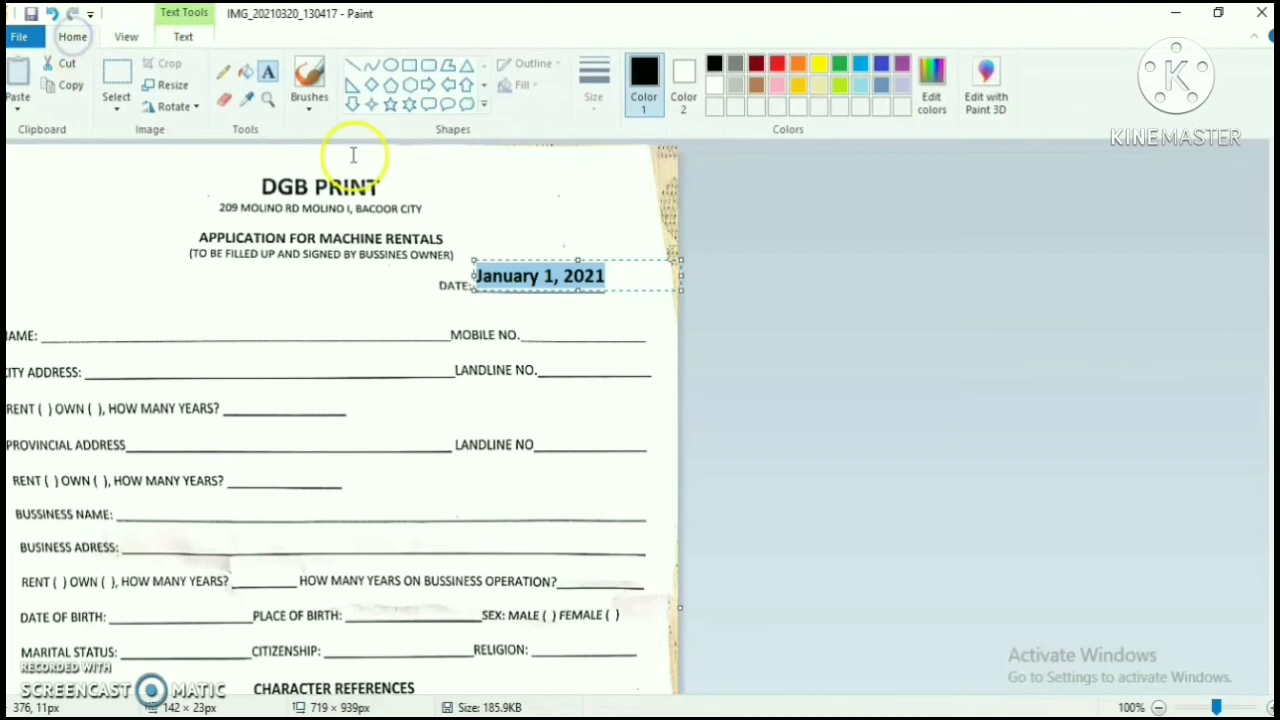 Text Tools IMG_20210320_130417 - Paint
File Home View Text
Paste Cut Copy Clipboard
Select Crop Resize Rotate Image
A Tools
Brushes
Outline Fill Shapes
Size
Color 1 Color 2 Edit colors Colors
Edit with Paint 3D
K
KINEMASTER
DGB PRINT
209 MOLINO RD MOLINO I, BACOOR CITY
APPLICATION FOR MACHINE RENTALS
(TO BE FILLED UP AND SIGNED BY BUSSINES OWNER)
DATE: January 1, 2021
AME: MOBILE NO.
ITY ADDRESS: LANDLINE NO.
RENT ( ) OWN ( ), HOW MANY YEARS?
PROVINCIAL ADDRESS LANDLINE NO
RENT ( ) OWN ( ), HOW MANY YEARS?
BUSSINESS NAME:
BUSINESS ADRESS:
RENT ( ) OWN ( ), HOW MANY YEARS? HOW MANY YEARS ON BUSSINESS OPERATION?
DATE OF BIRTH: PLACE OF BIRTH: SEX: MALE ( ) FEMALE ( )
MARITAL STATUS: CITIZENSHIP: RELIGION:
CHARACTER REFERENCES
RECORDED WITH
SCREENCAST MATIC
Activate Windows
Go to Settings to activate Windows.
376, 11px 142 × 23px 719 × 939px Size: 185.9KB 100%